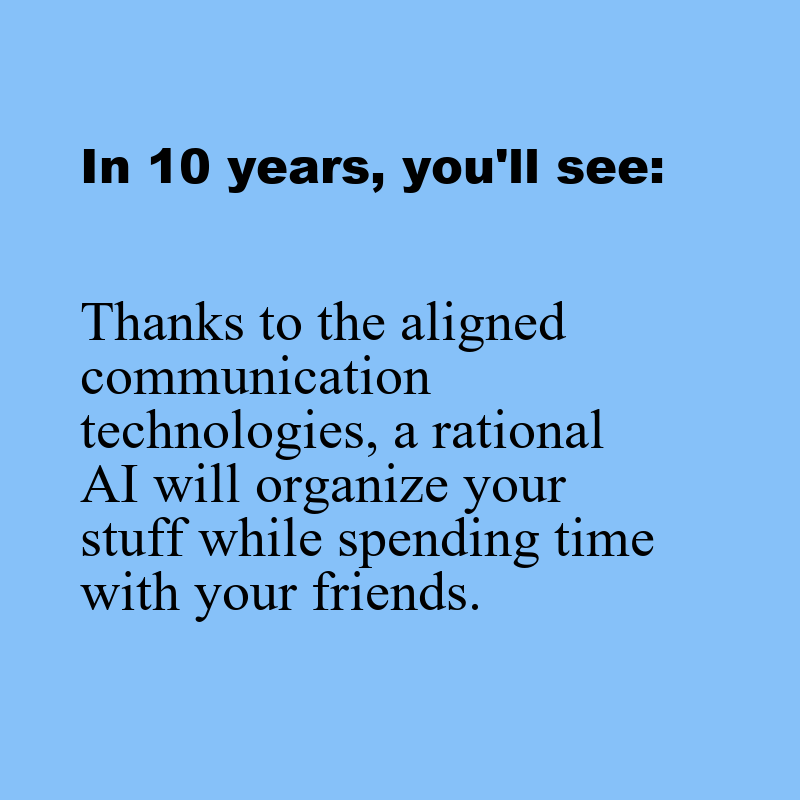 In 10 years, you'll see:
Thanks to the aligned
communication
technologies, a rational
AI will organize your
stuff while spending time
with your friends.